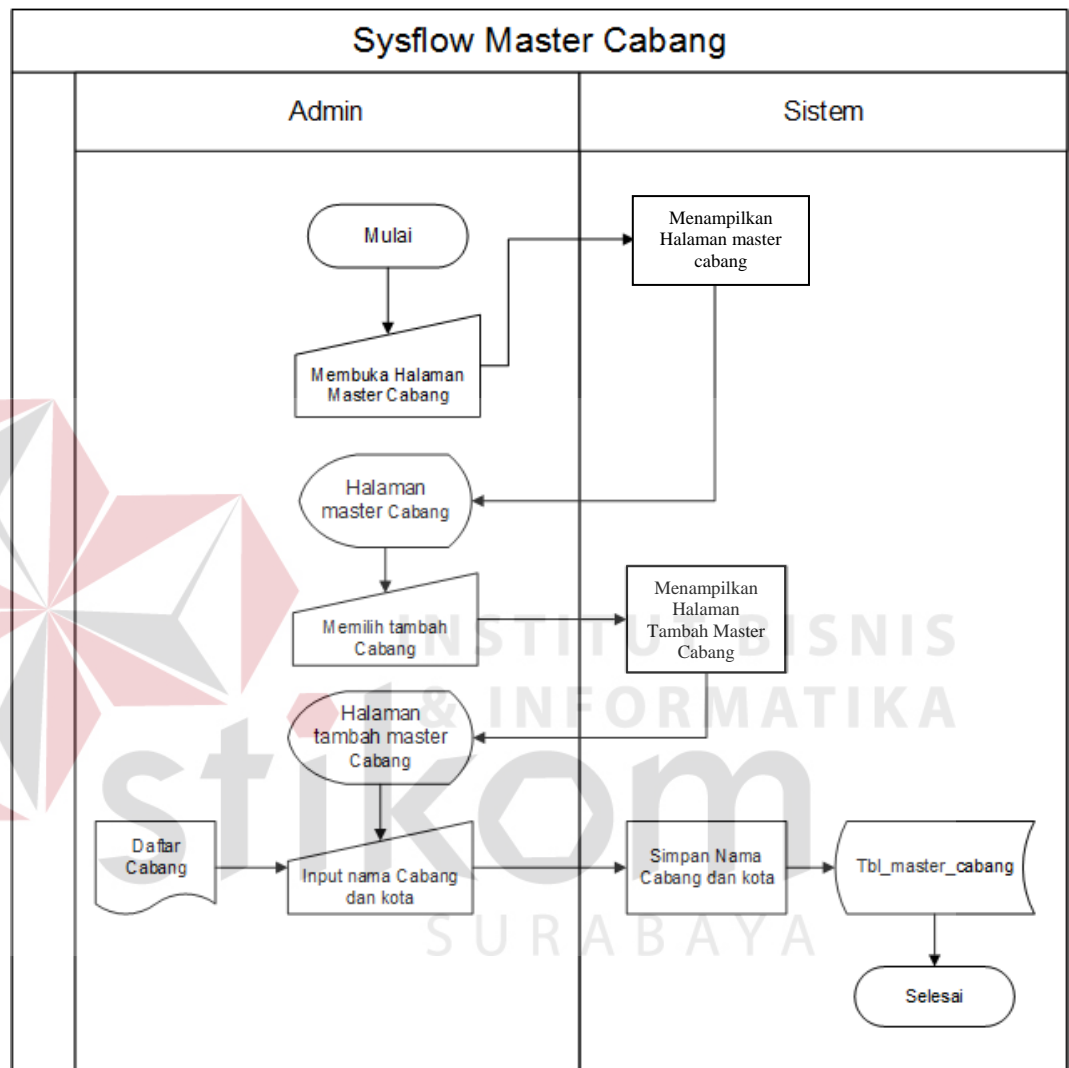 Sysflow Master Cabang
Admin
Sistem
Mulai
Menampilkan
Halaman master
cabang
Membuka Halaman
Master Cabang
Halaman
master Cabang
Memilih tambah
Cabang
Menampilkan
Halaman
Tambah Master
Cabang
Halaman
tambah master
Cabang
Daftar
Cabang
Input nama Cabang
dan kota
Simpan Nama
Cabang dan kota
Tbl_master_cabang
Selesai
INSTITUT BISNIS
& INFORMATIKA
stikom
SURABAYA